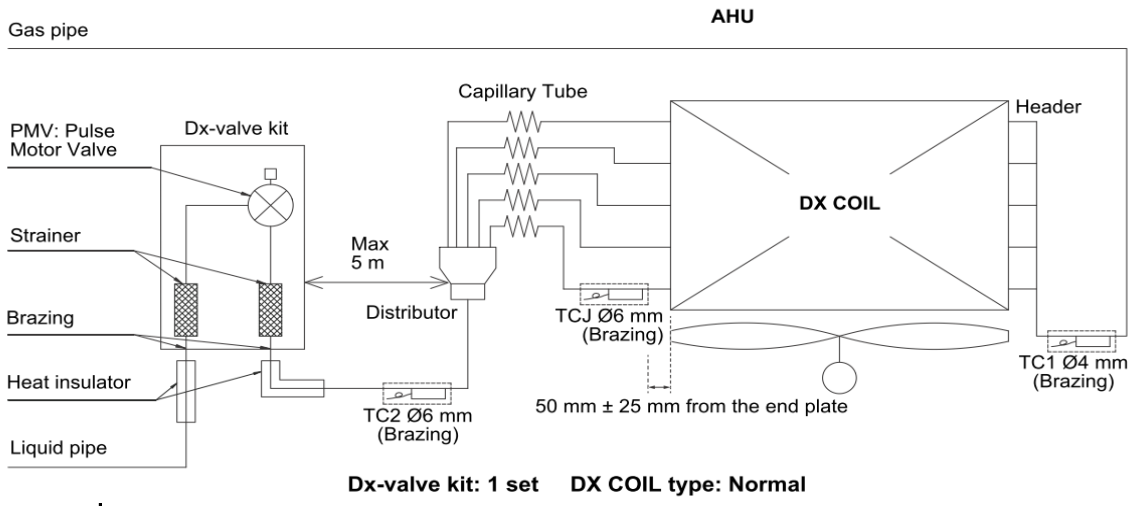 AHU
Gas pipe
Capillary Tube
Header
PMV: Pulse
Motor Valve
Dx-valve kit
DX COIL
Strainer
Max
5 m
Distributor
Brazing
TCJ Ø6 mm
(Brazing)
TC1 Ø4 mm
(Brazing)
Heat insulator
TC2 Ø6 mm
(Brazing)
50 mm ± 25 mm from the end plate
Liquid pipe
Dx-valve kit: 1 set DX COIL type: Normal